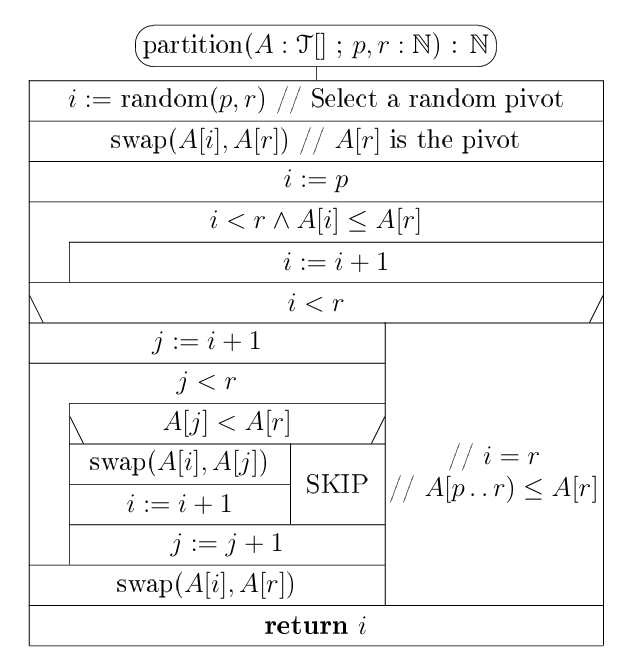 partition(A : 𝒯[] ; p, r : ℕ) : ℕ
i := random(p, r) // Select a random pivot
swap(A[i], A[r]) // A[r] is the pivot
i := p
i < r ∧ A[i] ≤ A[r]
i := i + 1
i < r
j := i + 1
j < r
A[j] < A[r]
swap(A[i], A[j])
i := i + 1
SKIP
j := j + 1
swap(A[i], A[r])
// i = r
// A[p . . r) ≤ A[r]
return i